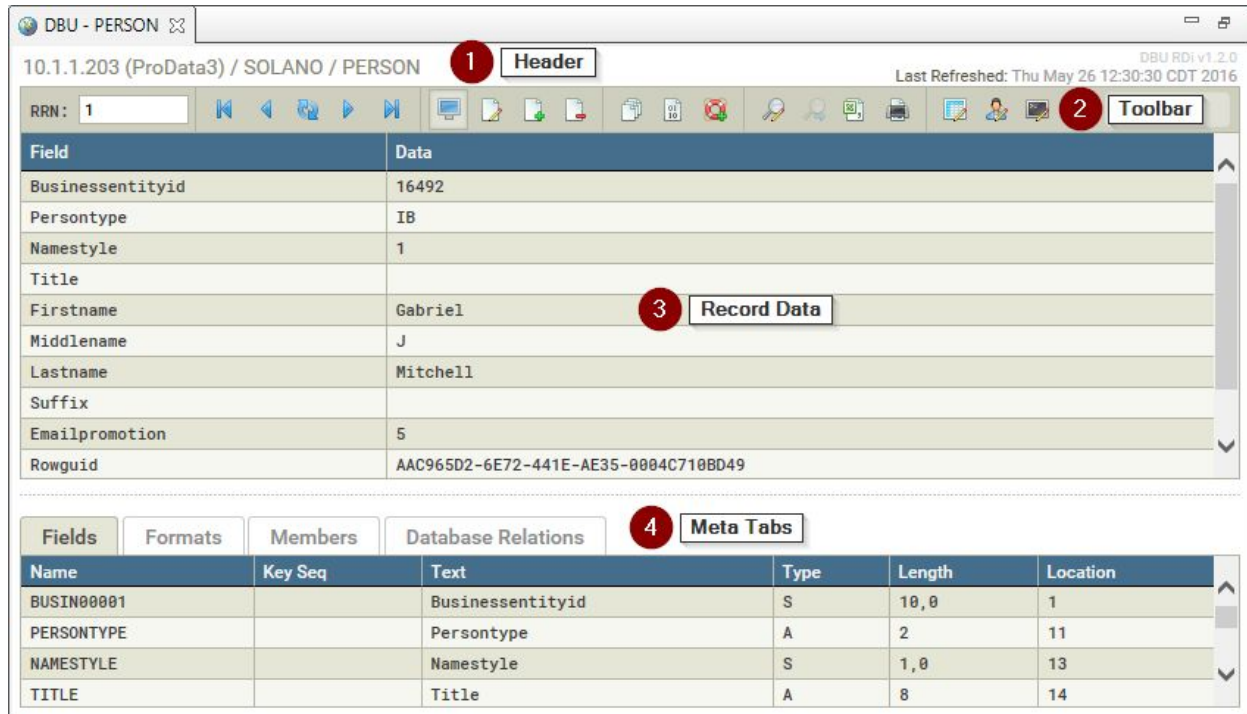 DBU - PERSON
10.1.1.203 (ProData3) / SOLANO / PERSON 1 Header DBU RDi v1.2.0
Last Refreshed: Thu May 26 12:30:30 CDT 2016
RRN: 1 2 Toolbar
Field Data
Businessentityid 16492
Persontype IB
Namestyle 1
Title
Firstname Gabriel 3 Record Data
Middlename J
Lastname Mitchell
Suffix
Emailpromotion 5
Rowguid AAC965D2-6E72-441E-AE35-0004C710BD49
Fields Formats Members Database Relations 4 Meta Tabs
Name Key Seq Text Type Length Location
BUSIN00001 Businessentityid S 10,0 1
PERSONTYPE Persontype A 2 11
NAMESTYLE Namestyle S 1,0 13
TITLE Title A 8 14